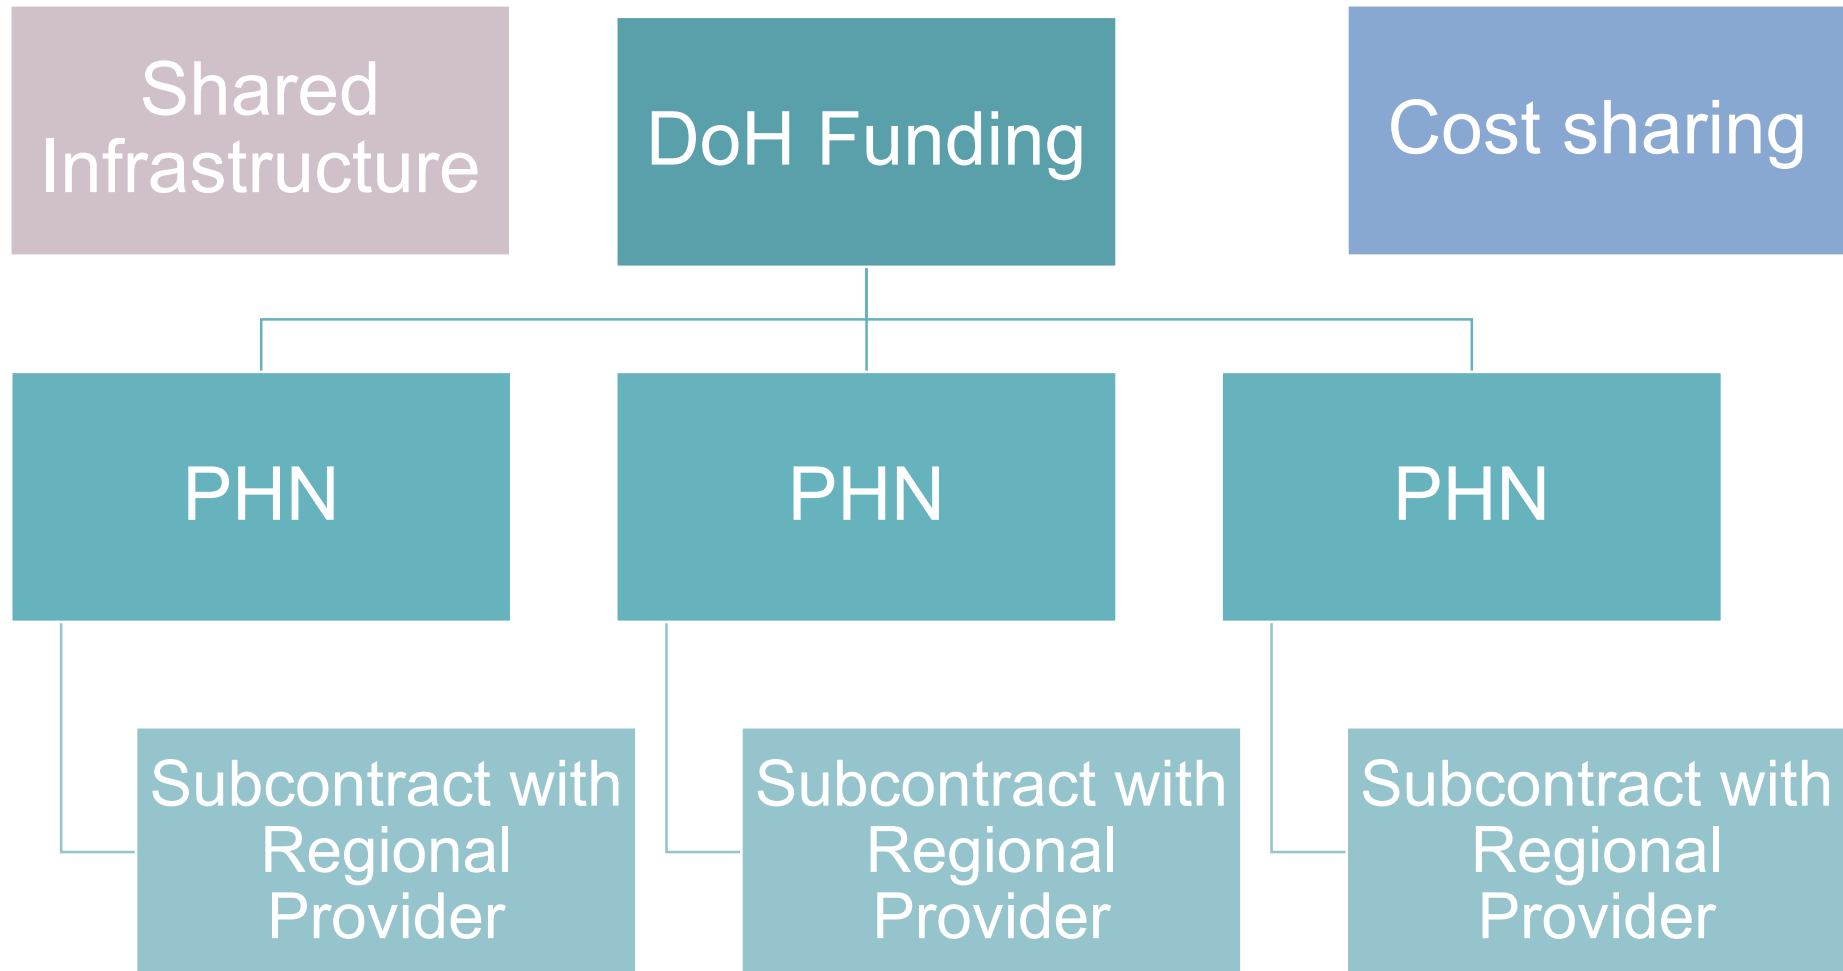 Shared
Infrastructure
DoH Funding
Cost sharing
PHN
PHN
PHN
Subcontract with
Regional
Provider
Subcontract with
Regional
Provider
Subcontract with
Regional
Provider